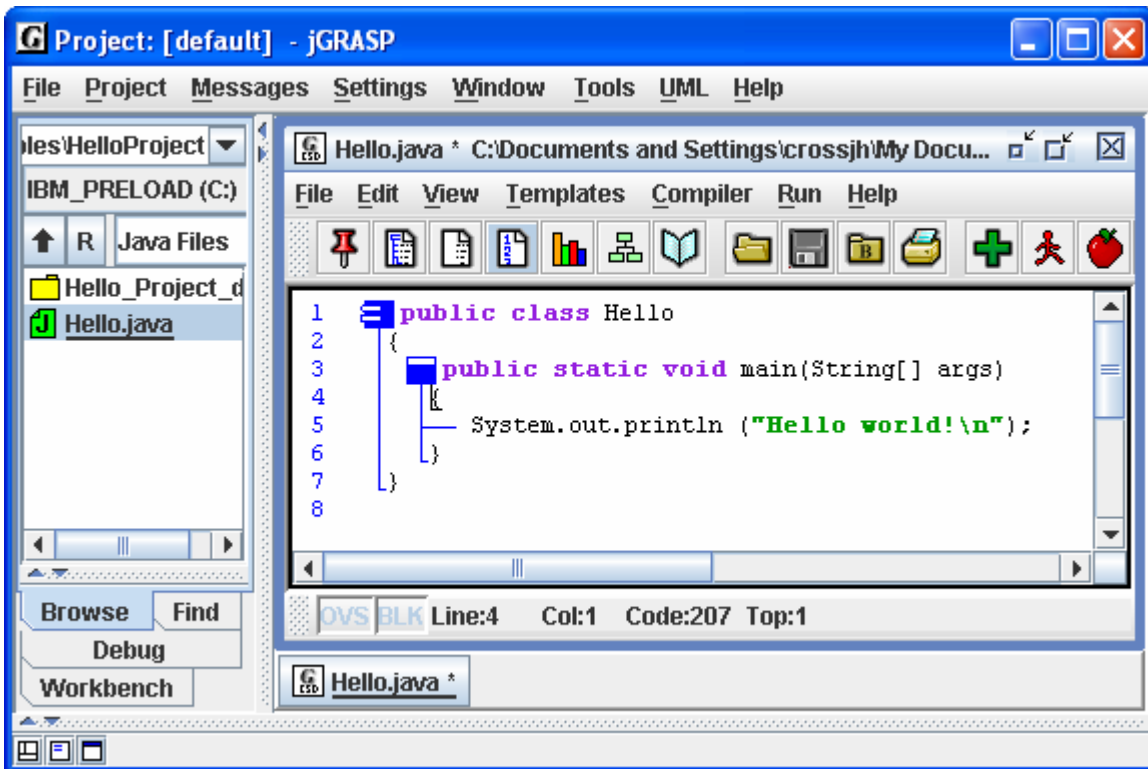 Project: [default] - jGRASP
File Project Messages Settings Window Tools UML Help
ples\HelloProject
IBM_PRELOAD (C:)
R Java Files
Hello_Project_d
Hello.java
Browse Find
Debug
Workbench
Hello.java * C:\Documents and Settings\crossjh\My Docu...
File Edit View Templates Compiler Run Help
1 public class Hello
2 {
3 public static void main(String[] args)
4 {
5 System.out.println ("Hello world!\n");
6 }
7 }
8
OVS BLK Line:4 Col:1 Code:207 Top:1
Hello.java *